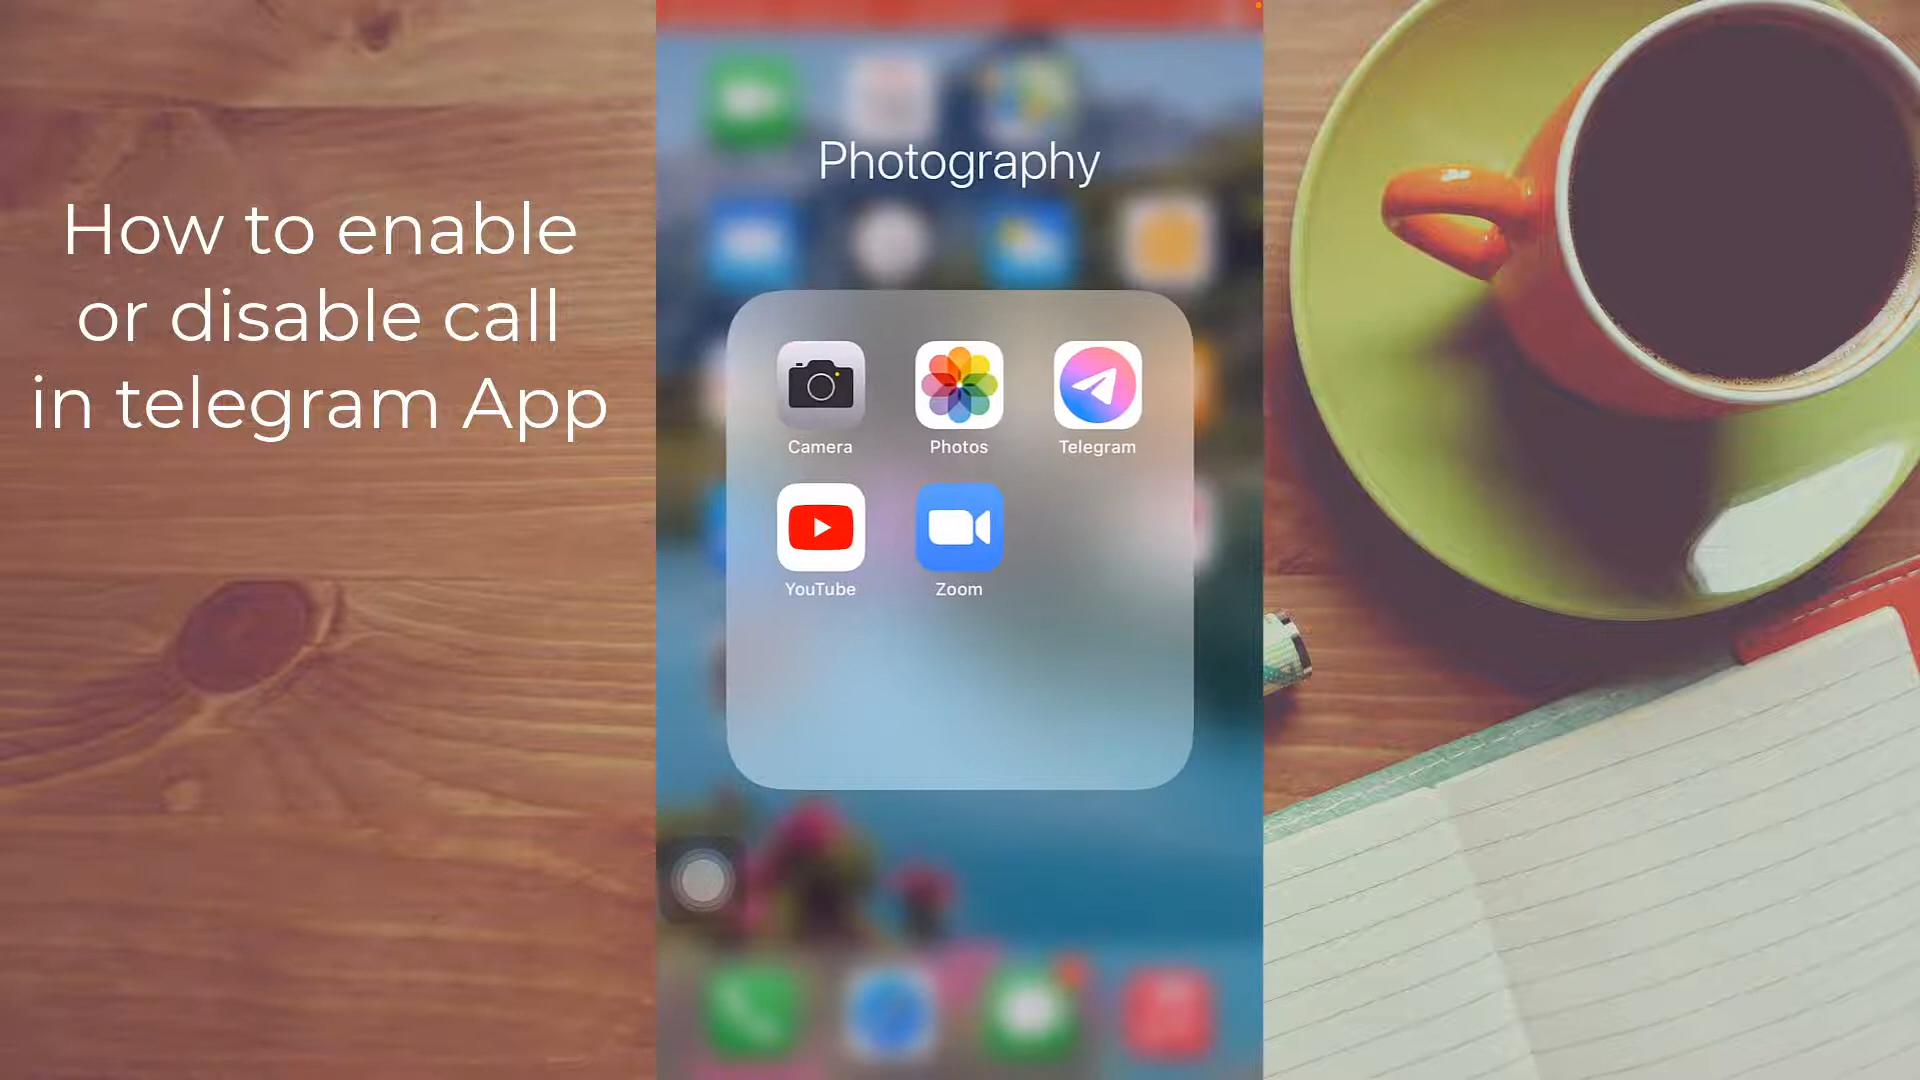 How to enable
or disable call
in telegram App
Photography
Camera
Photos
Telegram
YouTube
Zoom